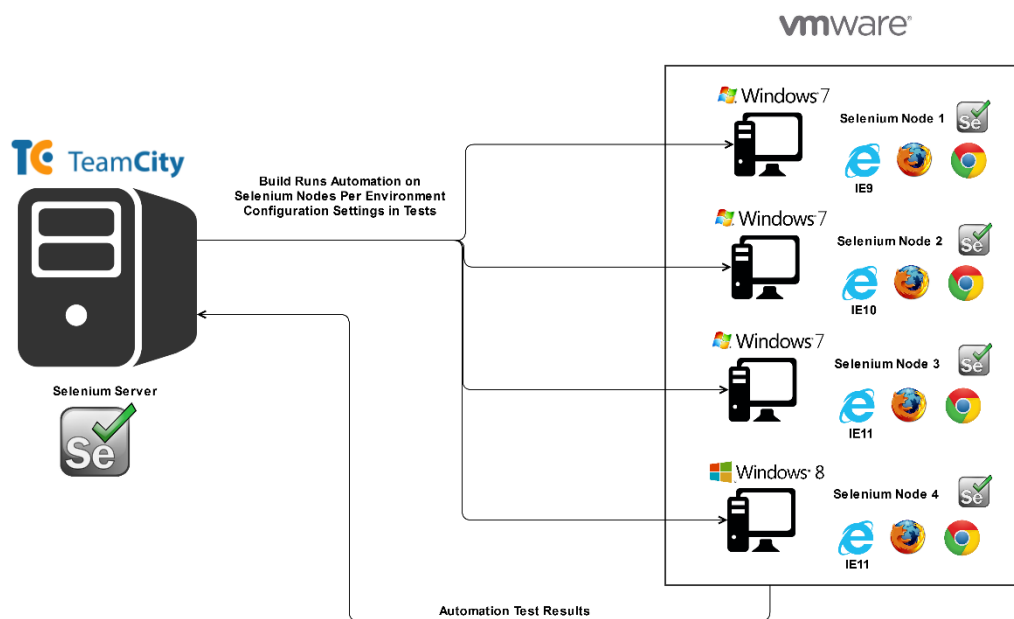 vmware®
TC TeamCity
Build Runs Automation on
Selenium Nodes Per Environment
Configuration Settings in Tests
Selenium Server
Se
Windows 7
Selenium Node 1
Se
IE9
Windows 7
Selenium Node 2
Se
IE10
Windows 7
Selenium Node 3
Se
IE11
Windows 8
Selenium Node 4
Se
IE11
Automation Test Results